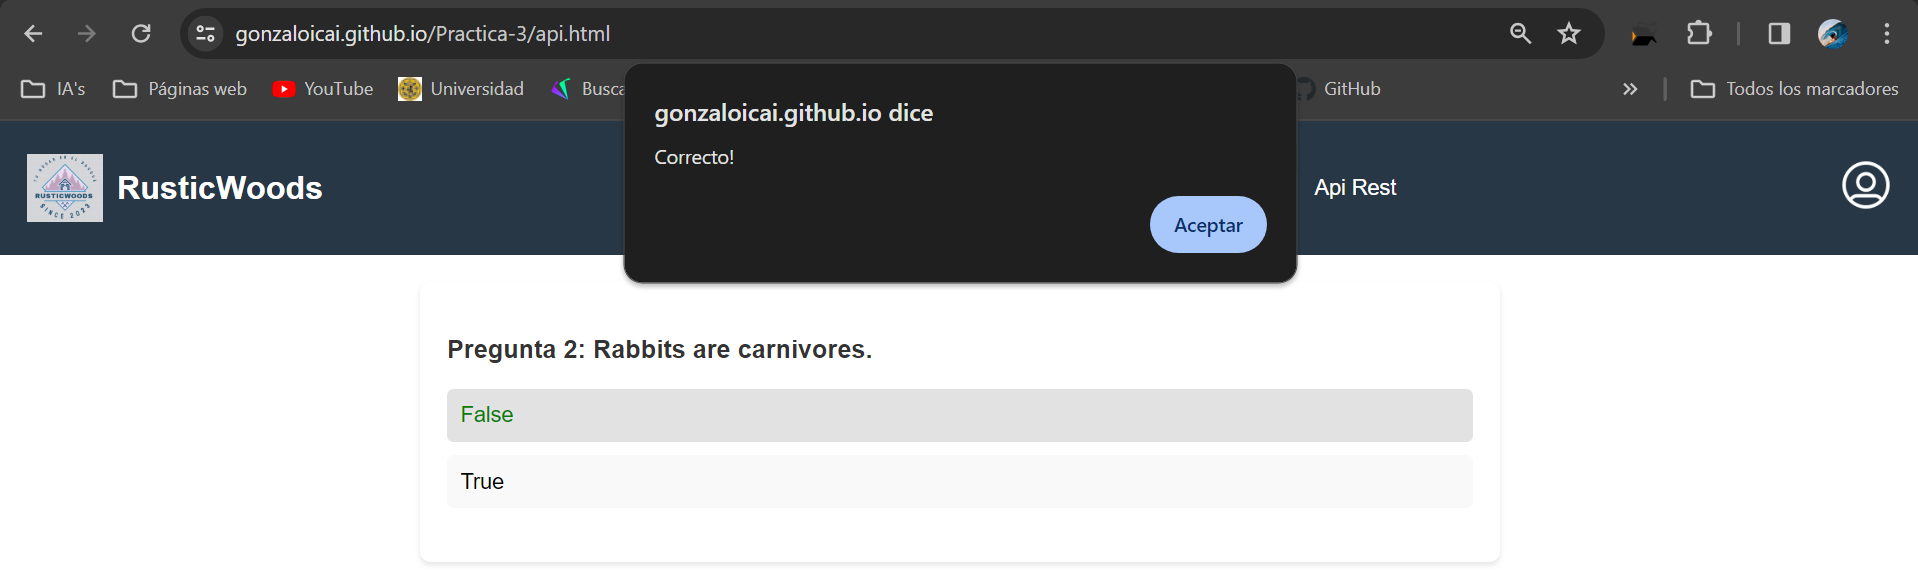 gonzaloicai.github.io/Practica-3/api.html
IA's
Páginas web
YouTube
Universidad
GitHub
Todos los marcadores
gonzaloicai.github.io dice
Correcto!
Aceptar
RUSTICWOODS
SINCE 2023
RusticWoods
Api Rest
Pregunta 2: Rabbits are carnivores.
False
True